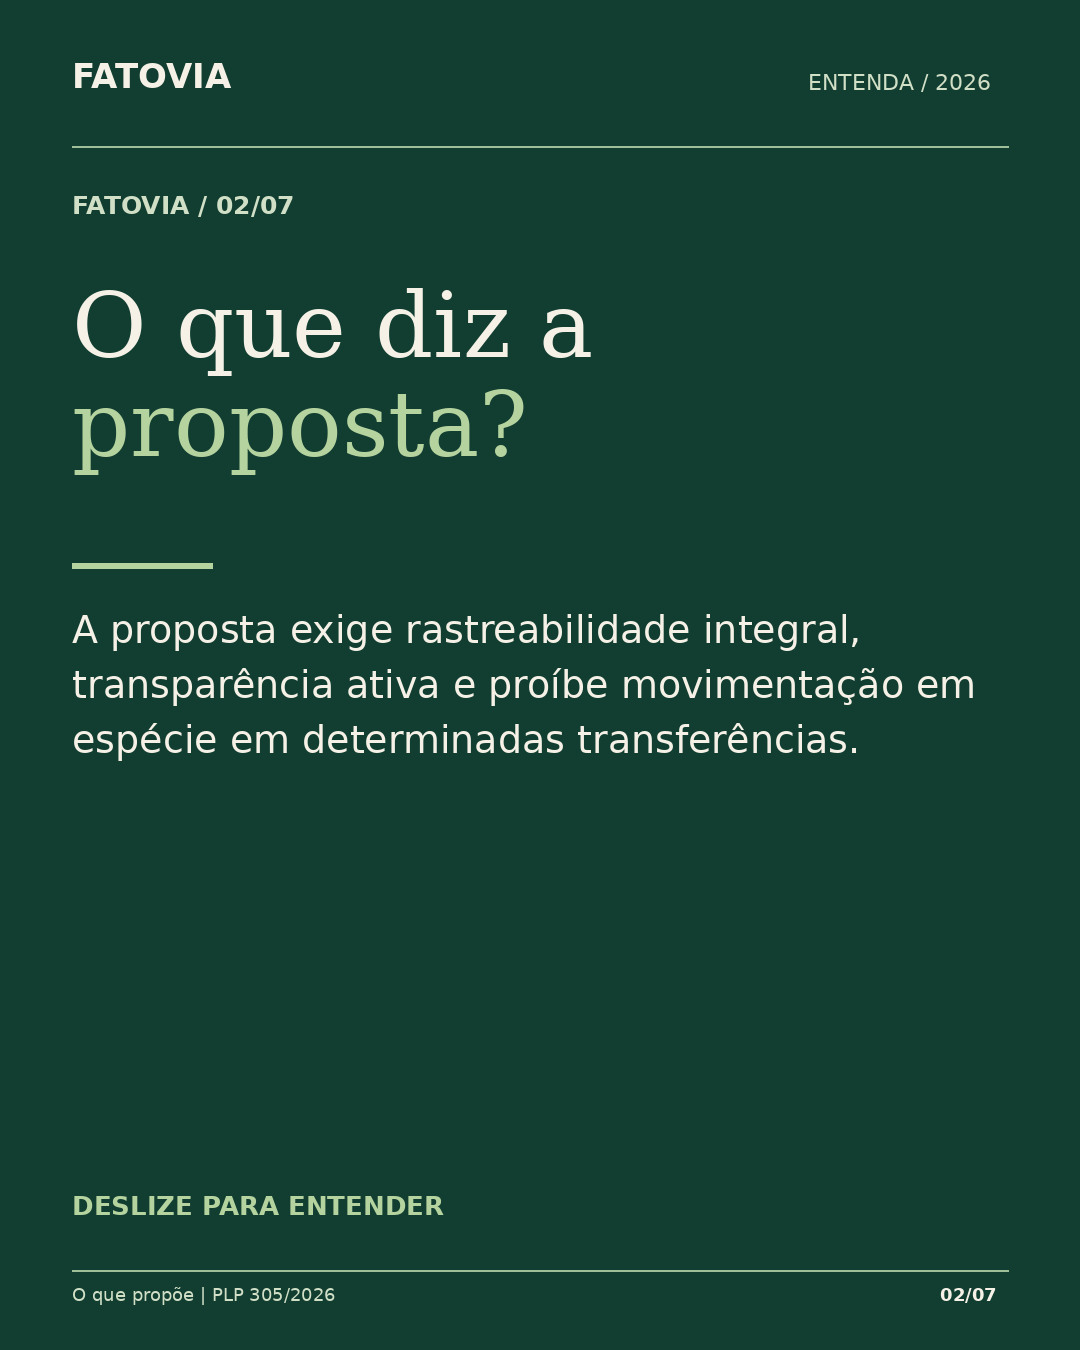 FATOVIA
ENTENDA / 2026
FATOVIA / 02/07
O que diz a
proposta?
A proposta exige rastreabilidade integral,
transparência ativa e proíbe movimentação em
espécie em determinadas transferências.
DESLIZE PARA ENTENDER
O que propõe | PLP 305/2026
02/07